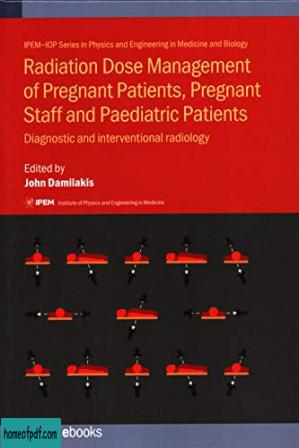 IPEM–IOP Series in Physics and Engineering in Medicine and Biology
Radiation Dose Management
of Pregnant Patients, Pregnant
Staff and Paediatric Patients
Diagnostic and interventional radiology
Edited by
John Damilakis
IPEM Institute of Physics and Engineering in Medicine
ebooks
homeofpdf.com